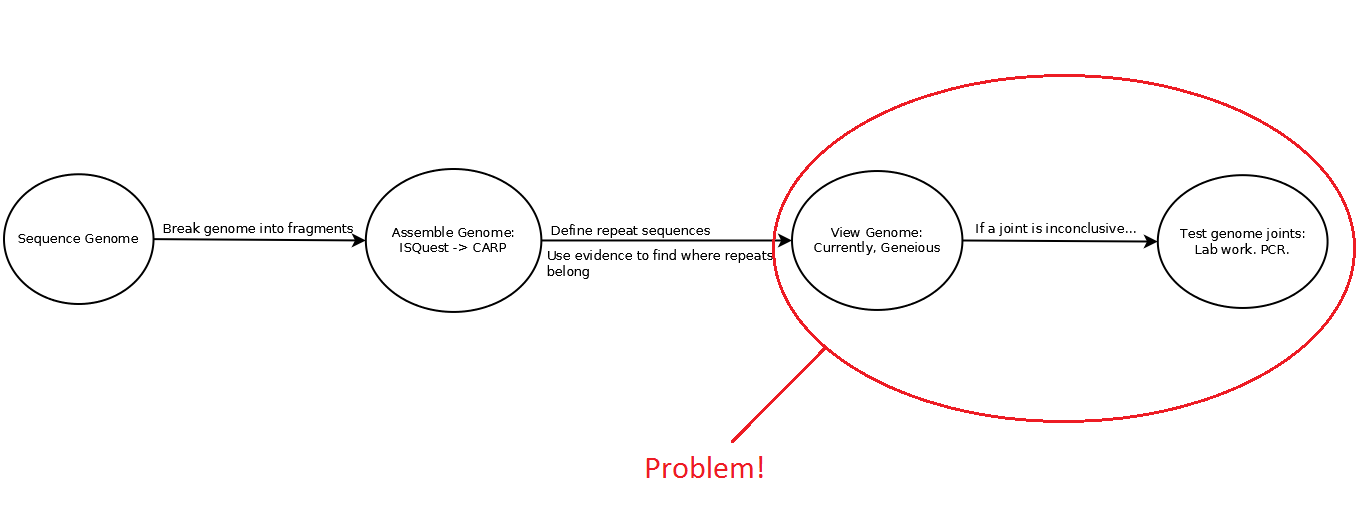 Sequence Genome
Break genome into fragments
Assemble Genome:
ISQuest -> CARP
Define repeat sequences
Use evidence to find where repeats
belong
View Genome:
Currently, Geneious
If a joint is inconclusive...
Test genome joints:
Lab work. PCR.
Problem!